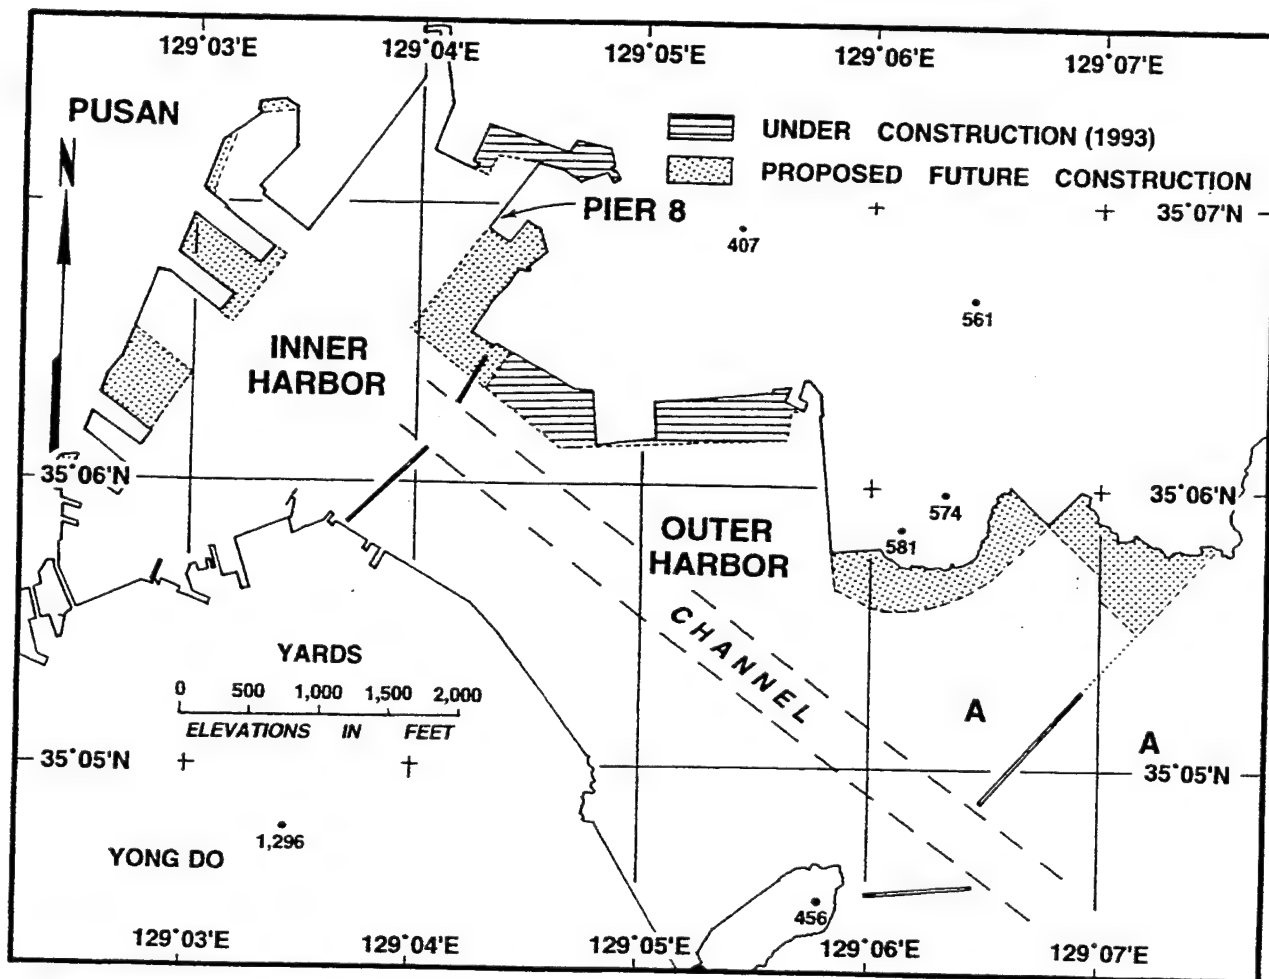 129°03'E 129°04'E 129°05'E 129°06'E 129°07'E
PUSAN
UNDER CONSTRUCTION (1993)
PROPOSED FUTURE CONSTRUCTION
N
PIER 8
35°07'N
407
561
INNER
HARBOR
35°06'N
35°06'N
574
581
OUTER
HARBOR
CHANNEL
YARDS
0 500 1,000 1,500 2,000
ELEVATIONS IN FEET
A
A
35°05'N
35°05'N
1,296
YONG DO
456
129°03'E 129°04'E 129°05'E 129°06'E 129°07'E